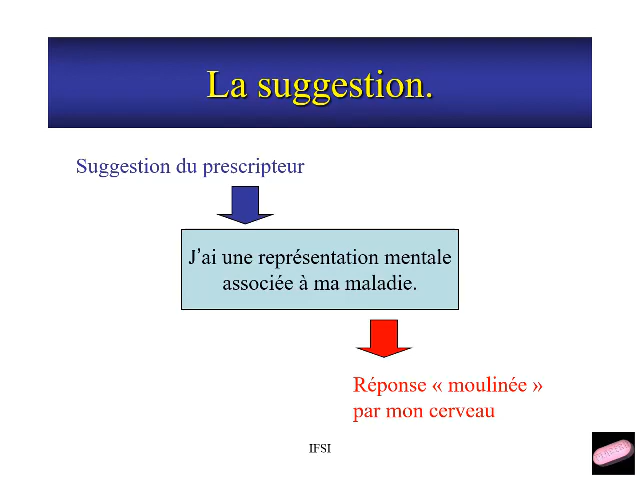 La suggestion.
Suggestion du prescripteur
J’ai une représentation mentale
associée à ma maladie.
Réponse « moulinée »
par mon cerveau
IFSI